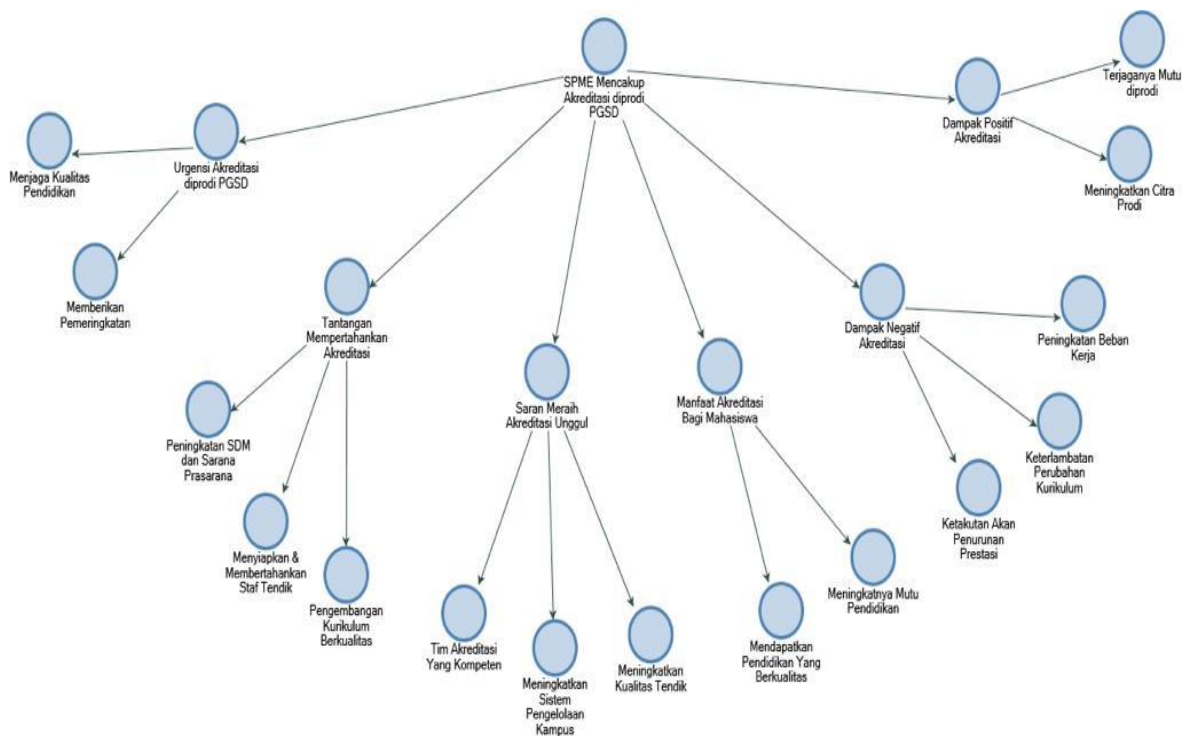 SPME Mencakup
Akreditasi diprodi
PGSD
Terjaganya Mutu
diprodi
Dampak Positif
Akreditasi
Meningkatkan Citra
Prodi
Urgensi Akreditasi
diprodi PGSD
Menjaga Kualitas
Pendidikan
Memberikan
Pemeringkatan
Tantangan
Mempertahankan
Akreditasi
Peningkatan SDM
dan Sarana
Prasarana
Menyiapkan &
Membertahankan
Staf Tendik
Pengembangan
Kurikulum
Berkualitas
Saran Meraih
Akreditasi Unggul
Tim Akreditasi
Yang Kompeten
Meningkatkan
Sistem
Pengelolaan
Kampus
Meningkatkan
Kualitas Tendik
Manfaat Akreditasi
Bagi Mahasiswa
Mendapatkan
Pendidikan Yang
Berkualitas
Meningkatnya Mutu
Pendidikan
Dampak Negatif
Akreditasi
Peningkatan Beban
Kerja
Keterlambatan
Perubahan
Kurikulum
Ketakutan Akan
Penurunan
Prestasi